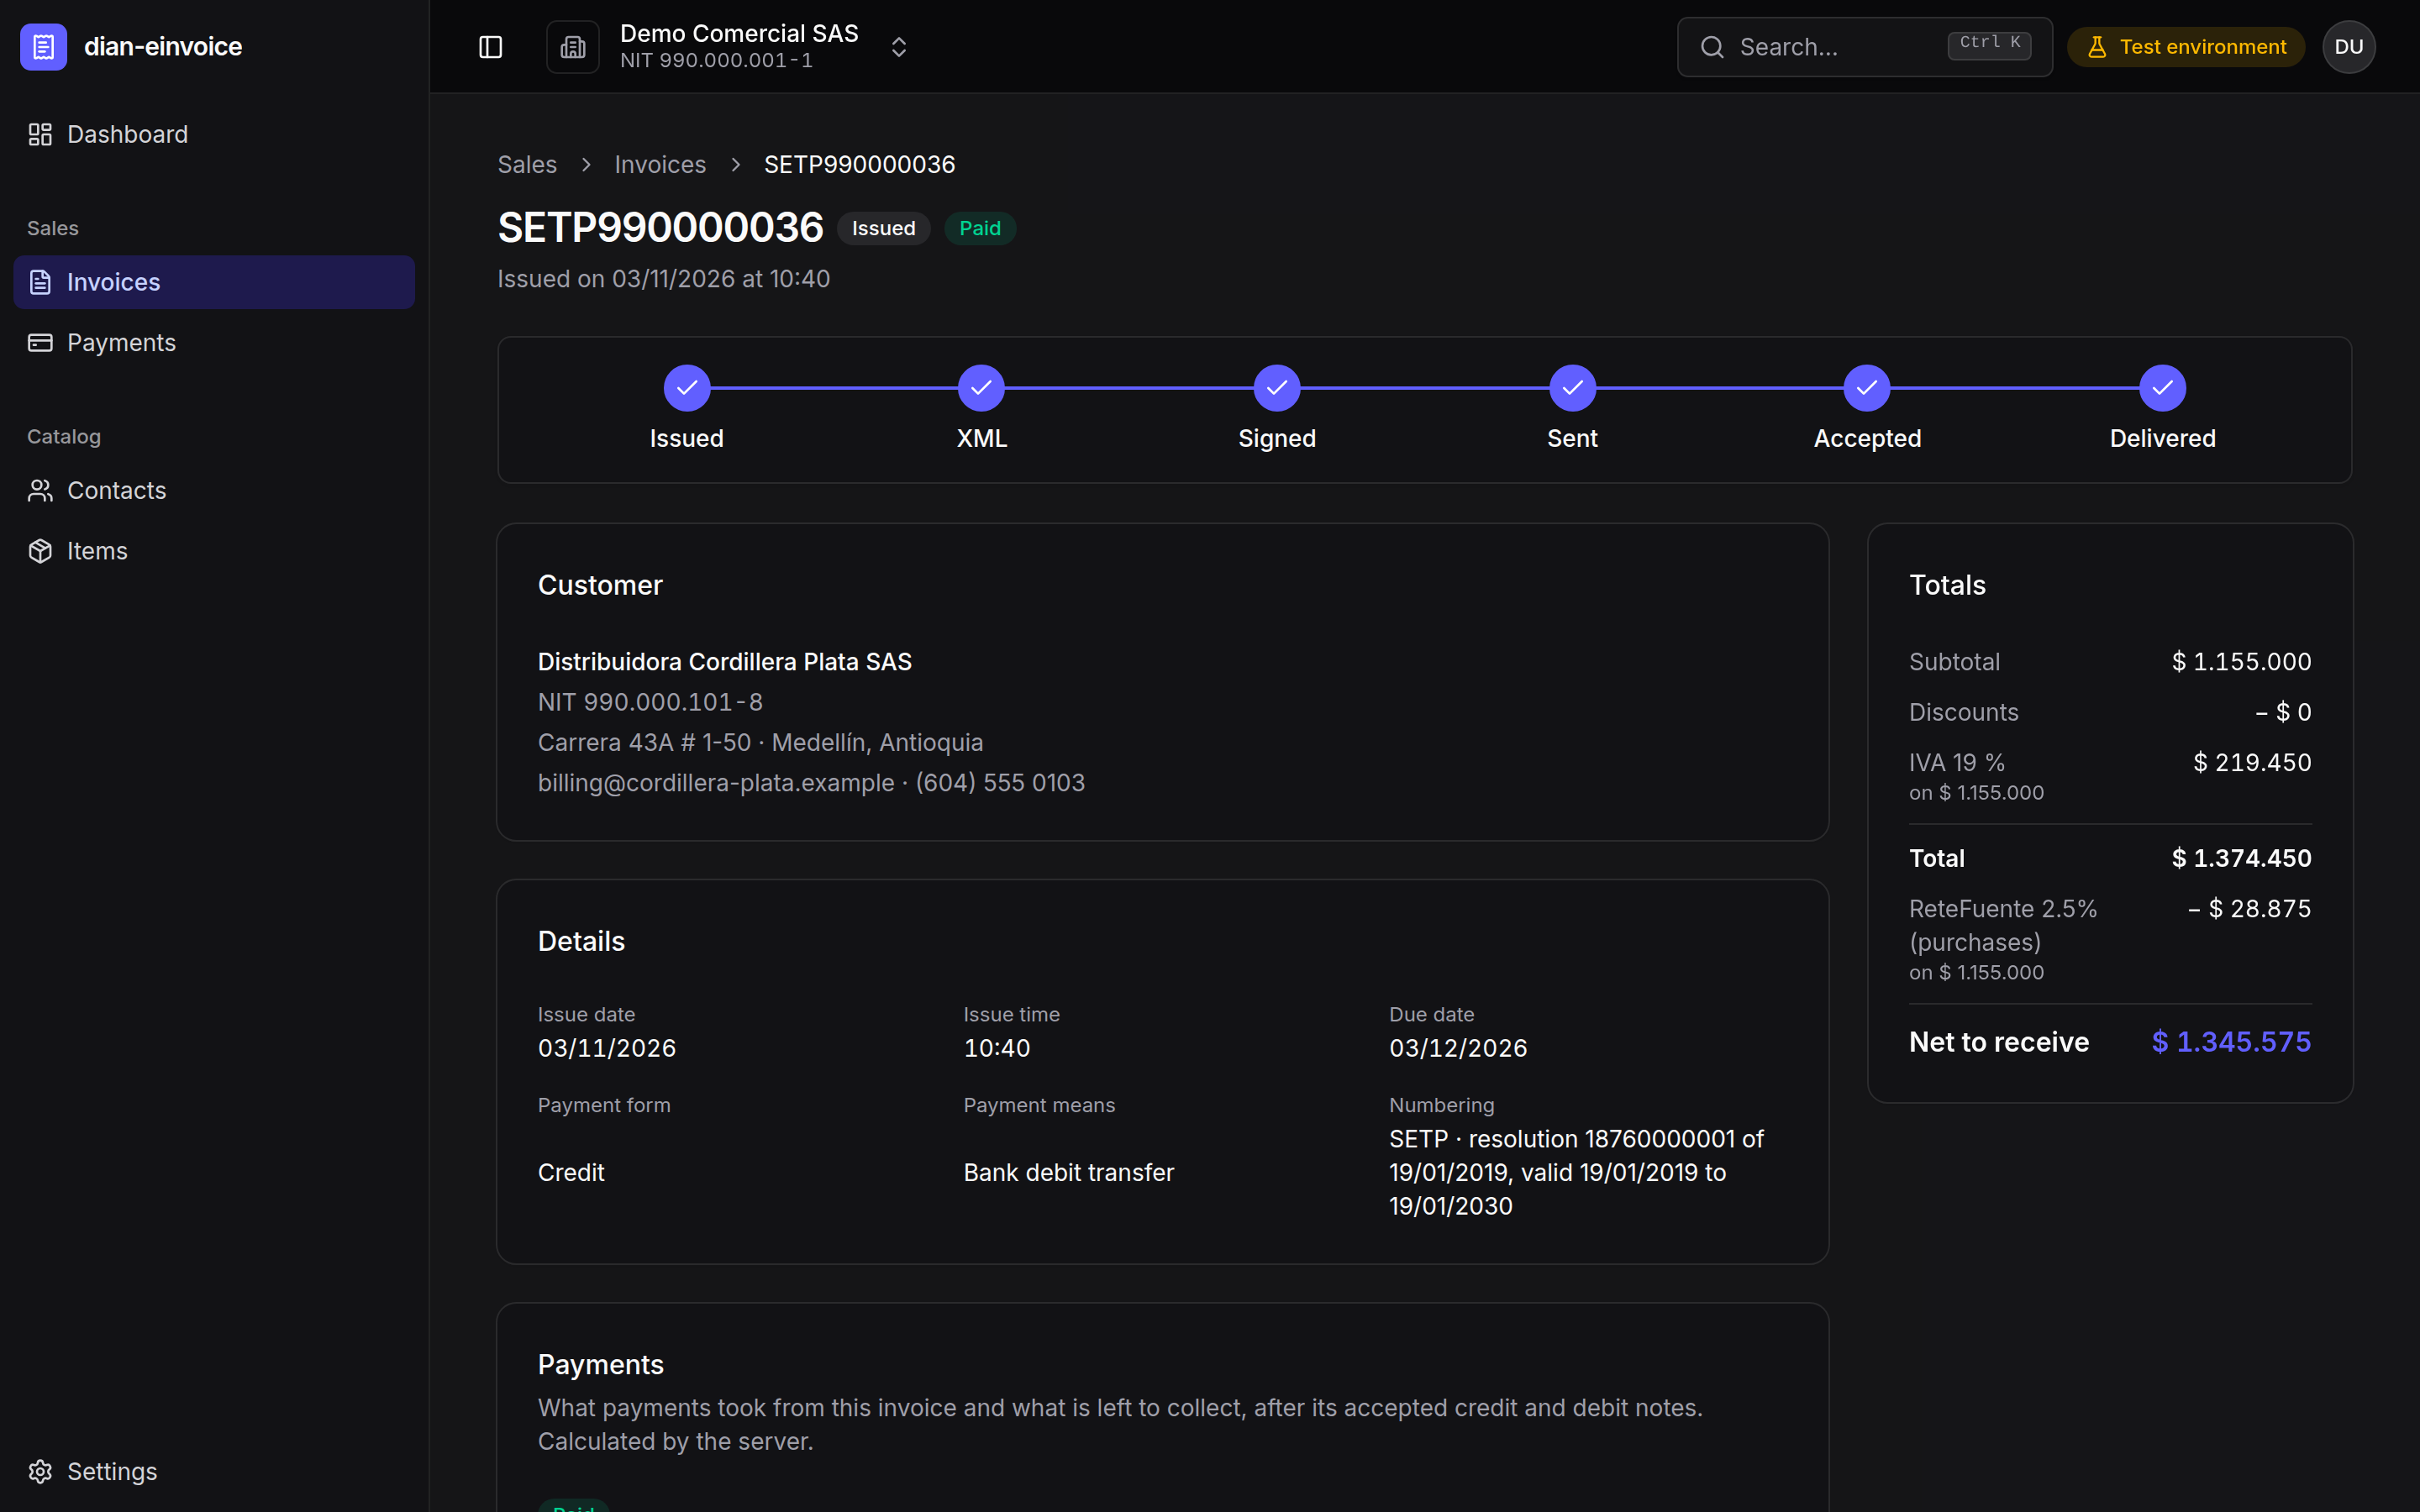 dian-einvoice
Demo Comercial SAS
NIT 990.000.001-1
Search...
Ctrl K
Test environment
DU
Dashboard
Sales
Invoices
Payments
Catalog
Contacts
Items
Settings
Sales > Invoices > SETP990000036
SETP990000036 Issued Paid
Issued on 03/11/2026 at 10:40
Issued XML Signed Sent Accepted Delivered
Customer
Distribuidora Cordillera Plata SAS
NIT 990.000.101-8
Carrera 43A # 1-50 · Medellín, Antioquia
billing@cordillera-plata.example · (604) 555 0103
Details
Issue date
03/11/2026
Issue time
10:40
Due date
03/12/2026
Payment form
Credit
Payment means
Bank debit transfer
Numbering
SETP · resolution 18760000001 of
19/01/2019, valid 19/01/2019 to
19/01/2030
Payments
What payments took from this invoice and what is left to collect, after its accepted credit and debit notes.
Calculated by the server.
Paid
Totals
Subtotal $ 1.155.000
Discounts – $ 0
IVA 19 % $ 219.450
on $ 1.155.000
Total $ 1.374.450
ReteFuente 2.5% – $ 28.875
(purchases)
on $ 1.155.000
Net to receive $ 1.345.575